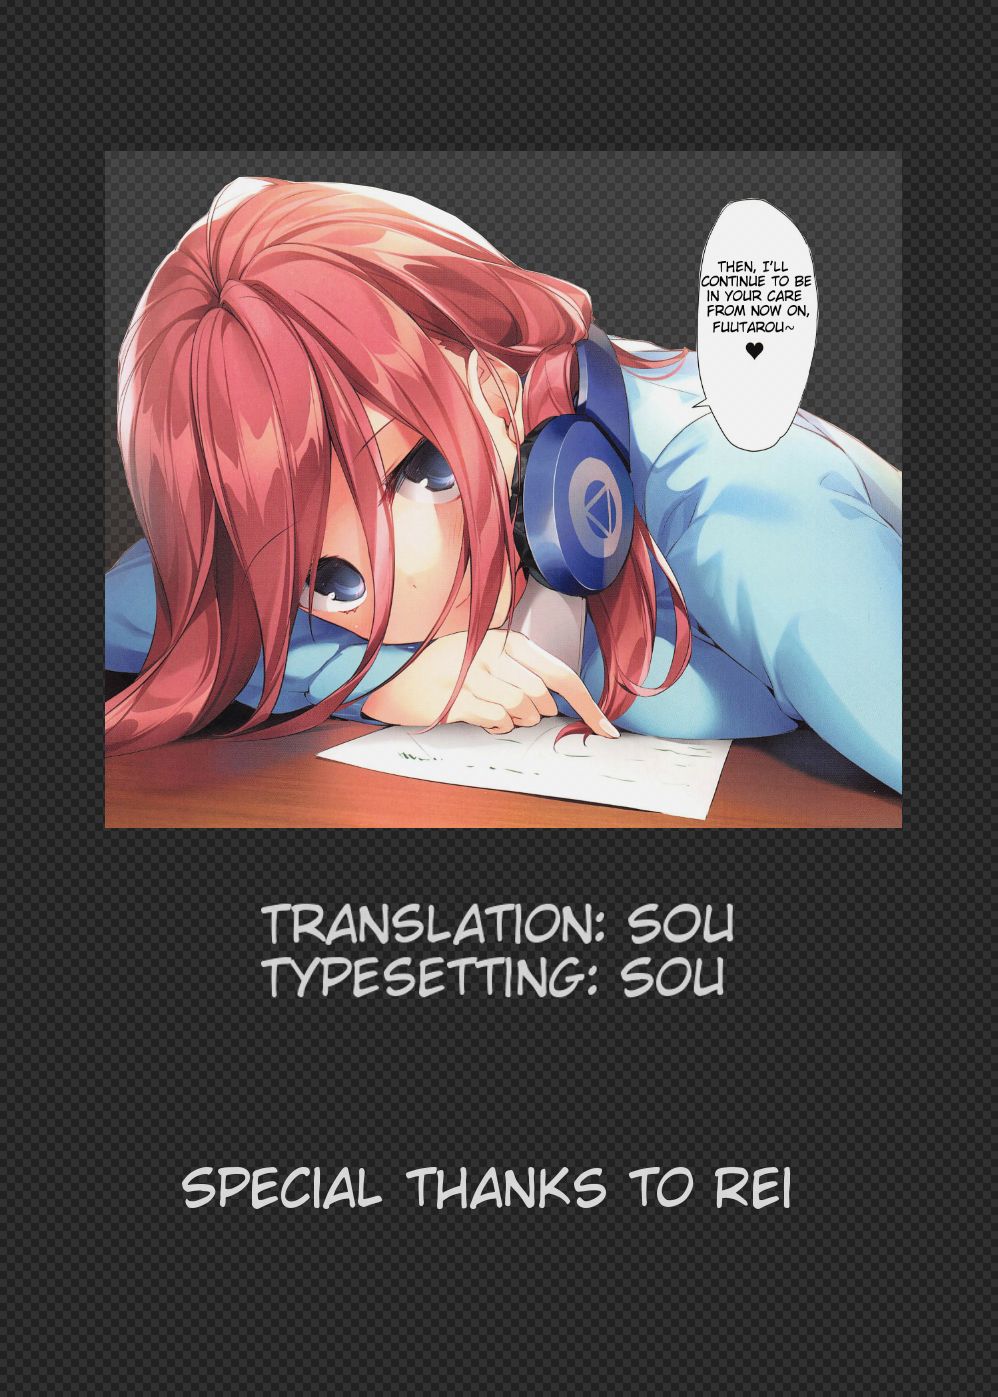 THEN, I'LL
CONTINUE TO BE
IN YOUR CARE
FROM NOW ON,
FUUTAROU~
♥
TRANSLATION: SOU
TYPESETTING: SOU
SPECIAL THANKS TO REI